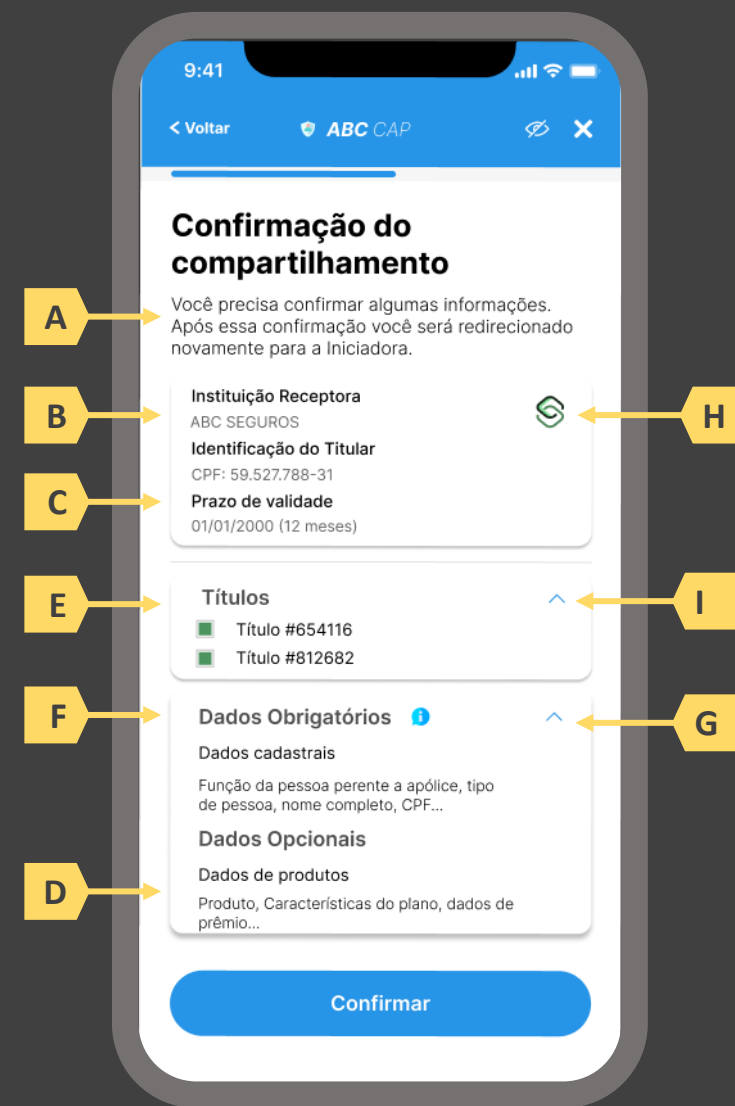 9:41
< Voltar
ABC CAP
Confirmação do
compartilhamento
A
Você precisa confirmar algumas informações.
Após essa confirmação você será redirecionado
novamente para a Iniciadora.
B
Instituição Receptora
H
ABC SEGUROS
Identificação do Titular
CPF: 59.527.788-31
C
Prazo de validade
01/01/2000 (12 meses)
E
Títulos
I
Título #654116
Título #812682
F
Dados Obrigatórios
i
G
Dados cadastrais
Função da pessoa perente a apólice, tipo
de pessoa, nome completo, CPF...
Dados Opcionais
D
Dados de produtos
Produto, Características do plano, dados de
prêmio...
Confirmar